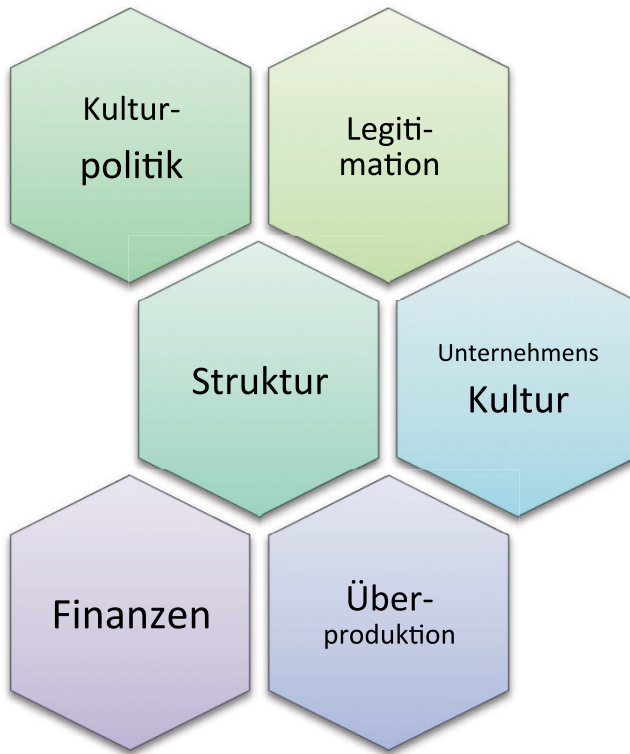 Kultur-
politik
Legiti-
mation
Struktur
Unternehmens
Kultur
Finanzen
Über-
produktion